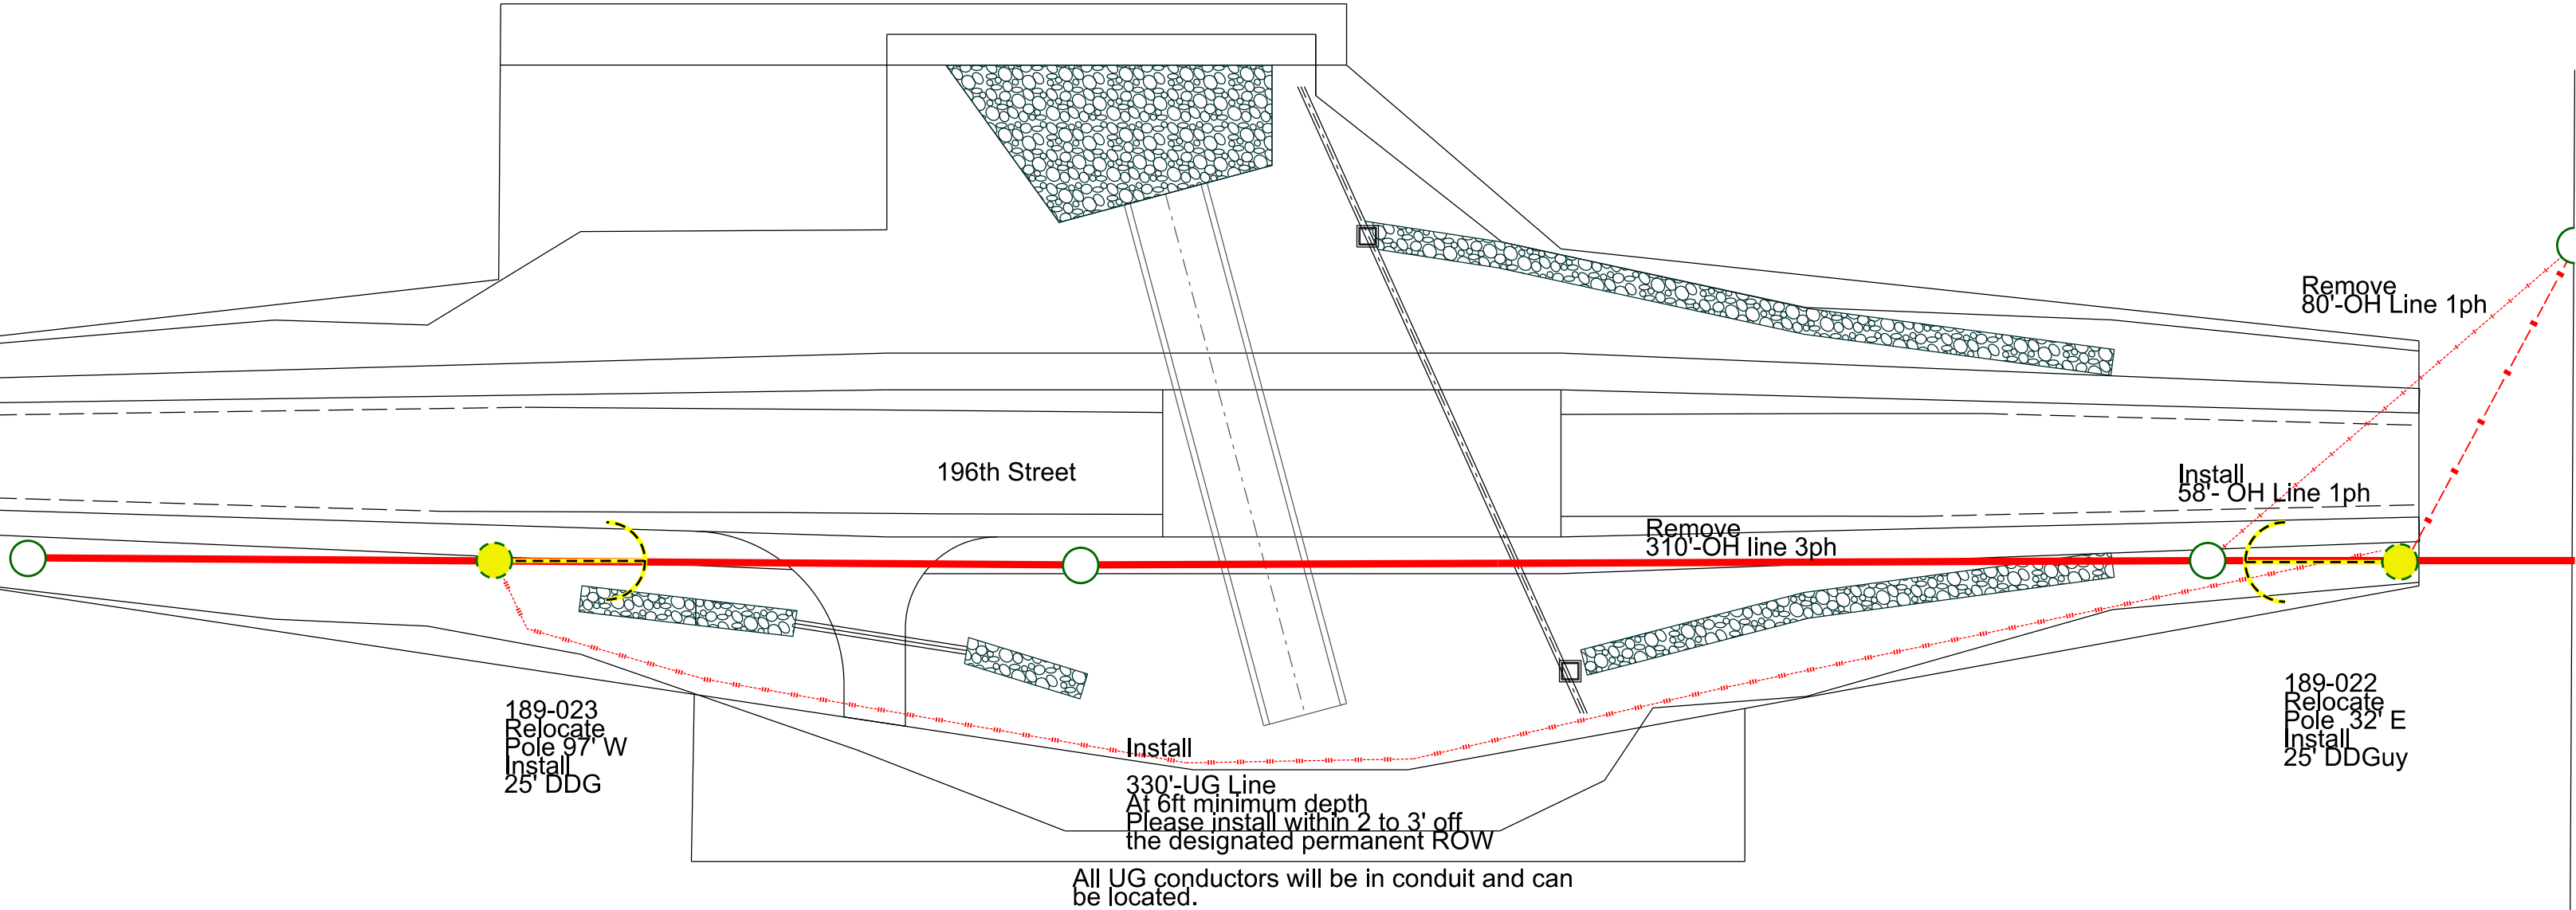 Remove
80'-OH Line 1ph
196th Street
Install
58'- OH Line 1ph
Remove
310'-OH line 3ph
189-023
Relocate
Pole 97' W
Install
25' DDG
Install
330'-UG Line
At 6ft minimum depth
Please install within 2 to 3' off
the designated permanent ROW
All UG conductors will be in conduit and can
be located.
189-022
Relocate
Pole  32' E
Install
25' DDGuy